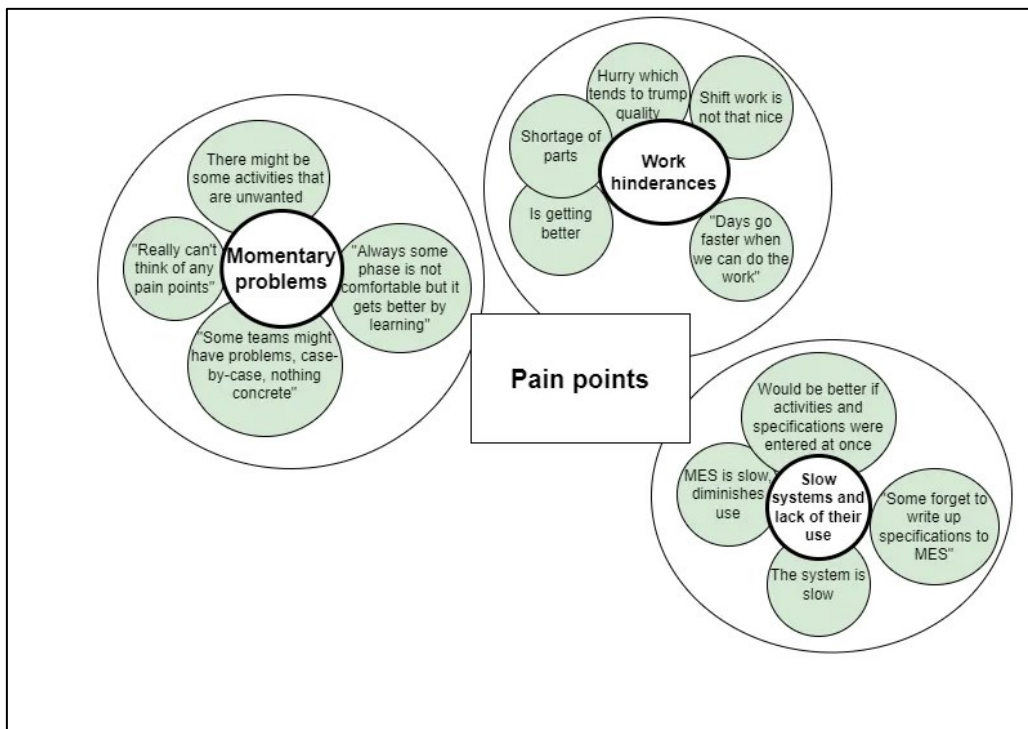 There might be
some activities that
are unwanted
"Really can't
think of any
pain points"
Momentary
problems
"Always some
phase is not
comfortable but it
gets better by
learning"
"Some teams might
have problems, case-
by-case, nothing
concrete"
Hurry which
tends to trump
quality
Shift work is
not that nice
Shortage of
parts
Work
hinderances
Is getting
better
"Days go
faster when
we can do the
work"
Pain points
Would be better if
activities and
specifications were
entered at once
MES is slow,
diminishes
use
Slow
systems and
lack of their
use
"Some forget to
write up
specifications to
MES"
The system is
slow